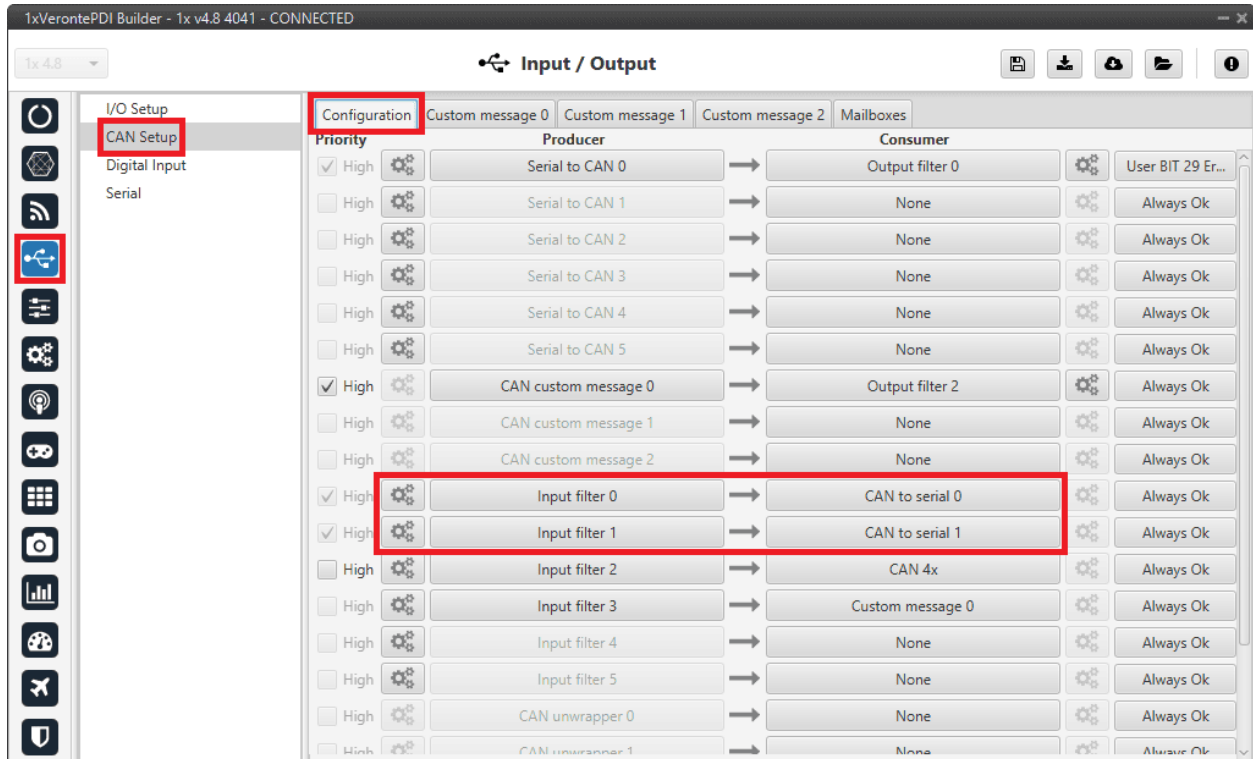 1xVerontePDI Builder - 1x v4.8 4041 - CONNECTED
1x 4.8
Input / Output
I/O Setup
CAN Setup
Digital Input
Serial
Configuration Custom message 0 Custom message 1 Custom message 2 Mailboxes
Priority Producer Consumer
High Serial to CAN 0 Output filter 0 User BIT 29 Er...
High Serial to CAN 1 None Always Ok
High Serial to CAN 2 None Always Ok
High Serial to CAN 3 None Always Ok
High Serial to CAN 4 None Always Ok
High Serial to CAN 5 None Always Ok
High CAN custom message 0 Output filter 2 Always Ok
High CAN custom message 1 None Always Ok
High CAN custom message 2 None Always Ok
High Input filter 0 CAN to serial 0 Always Ok
High Input filter 1 CAN to serial 1 Always Ok
High Input filter 2 CAN 4x Always Ok
High Input filter 3 Custom message 0 Always Ok
High Input filter 4 None Always Ok
High Input filter 5 None Always Ok
High CAN unwrapper 0 None Always Ok
High CAN unwrapper 1 None Always Ok